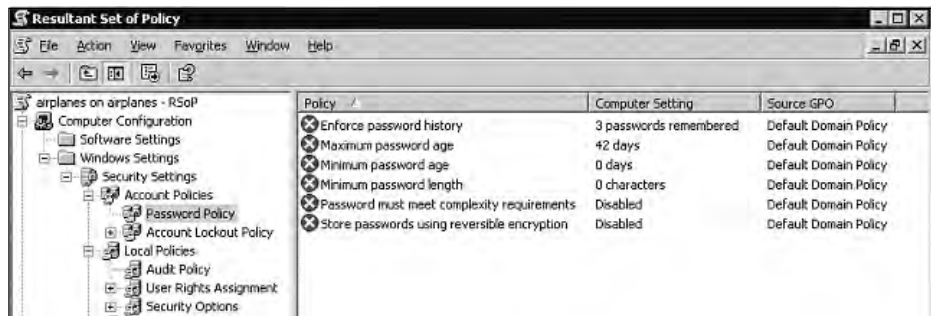 Resultant Set of Policy
File Action View Favorites Window Help
airplanes on airplanes - RSoP
Computer Configuration
Software Settings
Windows Settings
Security Settings
Account Policies
Password Policy
Account Lockout Policy
Local Policies
Audit Policy
User Rights Assignment
Security Options
Policy Computer Setting Source GPO
Enforce password history 3 passwords remembered Default Domain Policy
Maximum password age 42 days Default Domain Policy
Minimum password age 0 days Default Domain Policy
Minimum password length 0 characters Default Domain Policy
Password must meet complexity requirements Disabled Default Domain Policy
Store passwords using reversible encryption Disabled Default Domain Policy